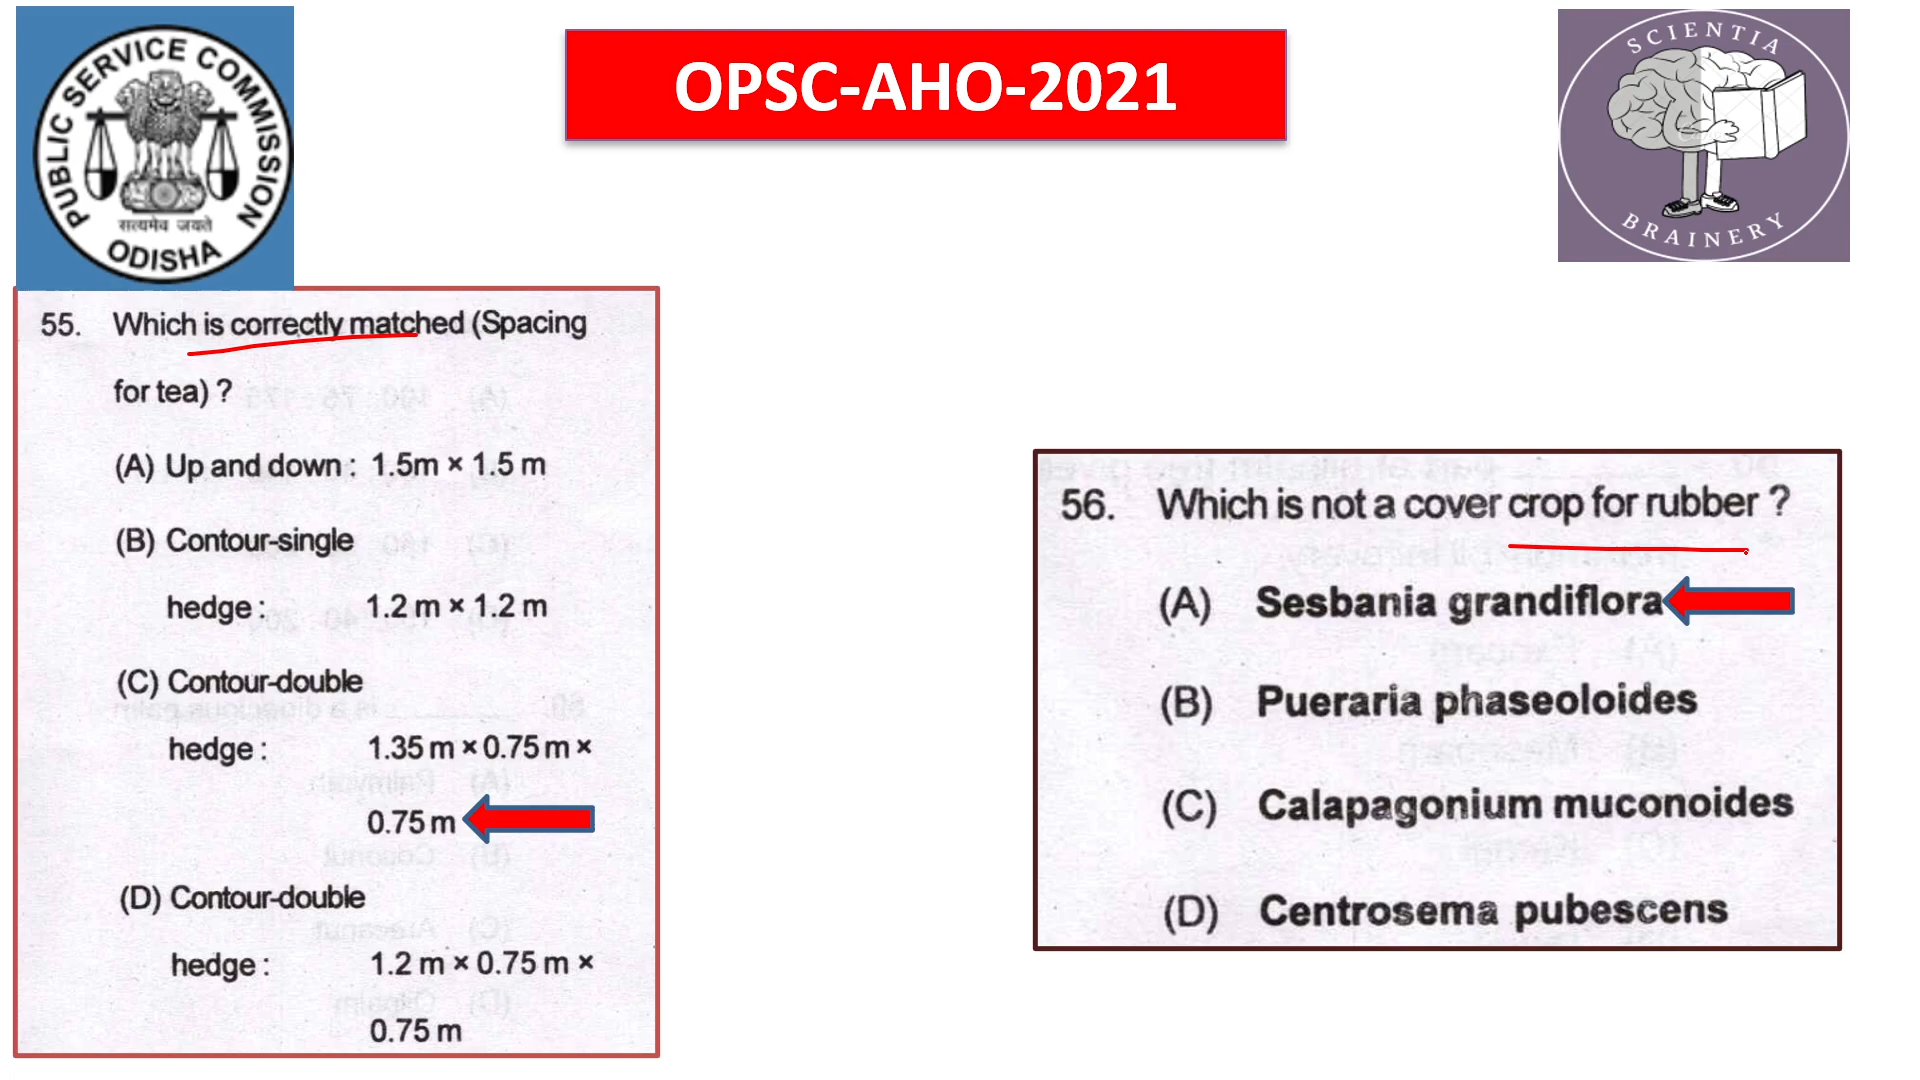 PUBLIC SERVICE COMMISSION
सत्यमेव जयते
ODISHA
OPSC-AHO-2021
SCIENTIA
BRAINERY
55. Which is correctly matched (Spacing
for tea) ?
(A) Up and down : 1.5m × 1.5 m
(B) Contour-single
hedge : 1.2 m × 1.2 m
(C) Contour-double
hedge : 1.35 m × 0.75 m ×
0.75 m
(D) Contour-double
hedge : 1.2 m × 0.75 m ×
0.75 m
56. Which is not a cover crop for rubber ?
(A) Sesbania grandiflora
(B) Pueraria phaseoloides
(C) Calapagonium muconoides
(D) Centrosema pubescens